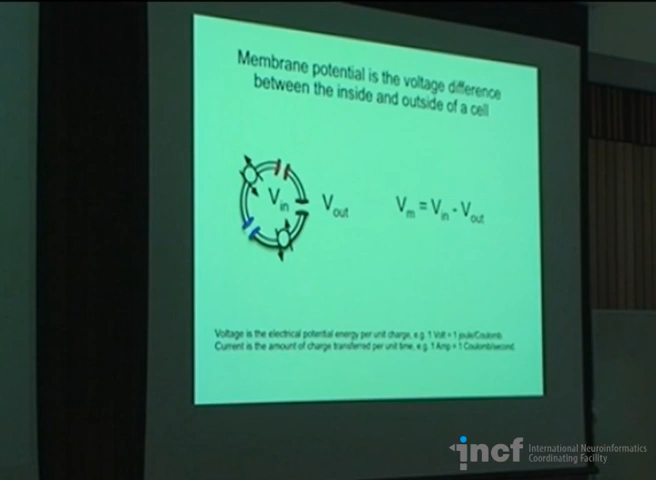 Membrane potential is the voltage difference
between the inside and outside of a cell
Vin
Vout
Vm = Vin - Vout
Voltage is the electrical potential energy per unit charge, e.g. 1 Volt = 1 joule/Coulomb
Current is the amount of charge transferred per unit time, e.g. 1 Amp = 1 Coulomb/second.
incf
International Neuroinformatics
Coordinating Facility